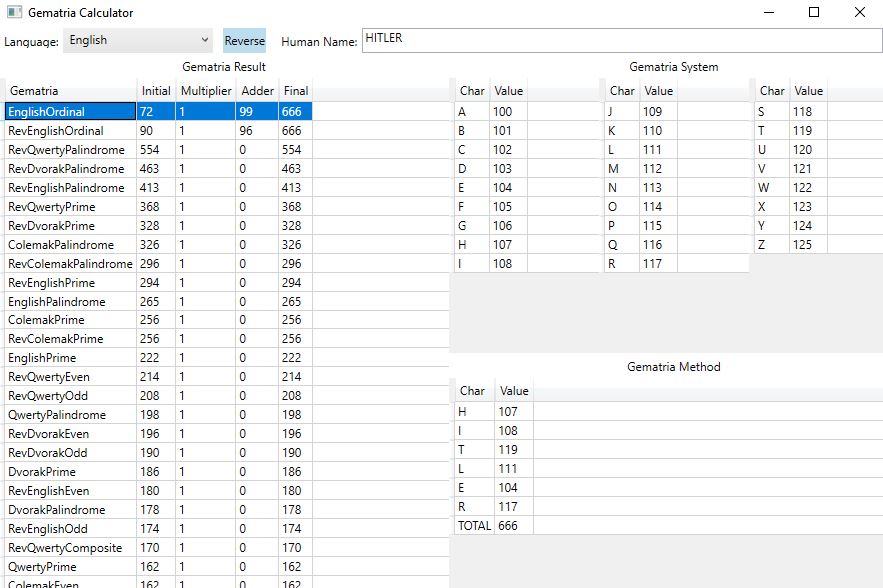 Gematria Calculator
Language: English Reverse Human Name: HITLER
Gematria Result
Gematria Initial Multiplier Adder Final
EnglishOrdinal 72 1 99 666
RevEnglishOrdinal 90 1 96 666
RevQwertyPalindrome 554 1 0 554
RevDvorakPalindrome 463 1 0 463
RevEnglishPalindrome 413 1 0 413
RevQwertyPrime 368 1 0 368
RevDvorakPrime 328 1 0 328
ColemakPalindrome 326 1 0 326
RevColemakPalindrome 296 1 0 296
RevEnglishPrime 294 1 0 294
EnglishPalindrome 265 1 0 265
ColemakPrime 256 1 0 256
RevColemakPrime 256 1 0 256
EnglishPrime 222 1 0 222
RevQwertyEven 214 1 0 214
RevQwertyOdd 208 1 0 208
QwertyPalindrome 198 1 0 198
RevDvorakEven 196 1 0 196
RevDvorakOdd 190 1 0 190
DvorakPrime 186 1 0 186
RevEnglishEven 180 1 0 180
DvorakPalindrome 178 1 0 178
RevEnglishOdd 174 1 0 174
RevQwertyComposite 170 1 0 170
QwertyPrime 162 1 0 162
ColemakEven 162 1 0 162
Gematria System
Char Value Char Value Char Value
A 100 J 109 S 118
B 101 K 110 T 119
C 102 L 111 U 120
D 103 M 112 V 121
E 104 N 113 W 122
F 105 O 114 X 123
G 106 P 115 Y 124
H 107 Q 116 Z 125
I 108 R 117
Gematria Method
Char Value
H 107
I 108
T 119
L 111
E 104
R 117
TOTAL 666